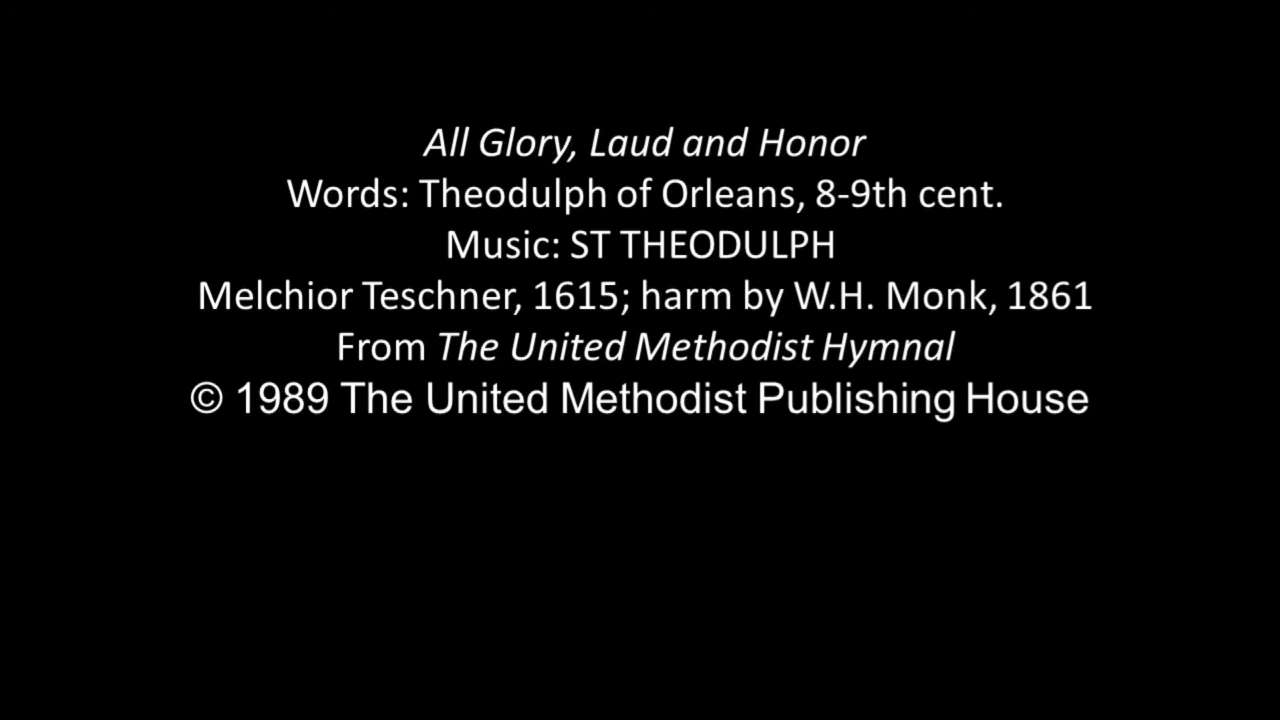 All Glory, Laud and Honor
Words: Theodulph of Orleans, 8-9th cent.
Music: ST THEODULPH
Melchior Teschner, 1615; harm by W.H. Monk, 1861
From The United Methodist Hymnal
© 1989 The United Methodist Publishing House